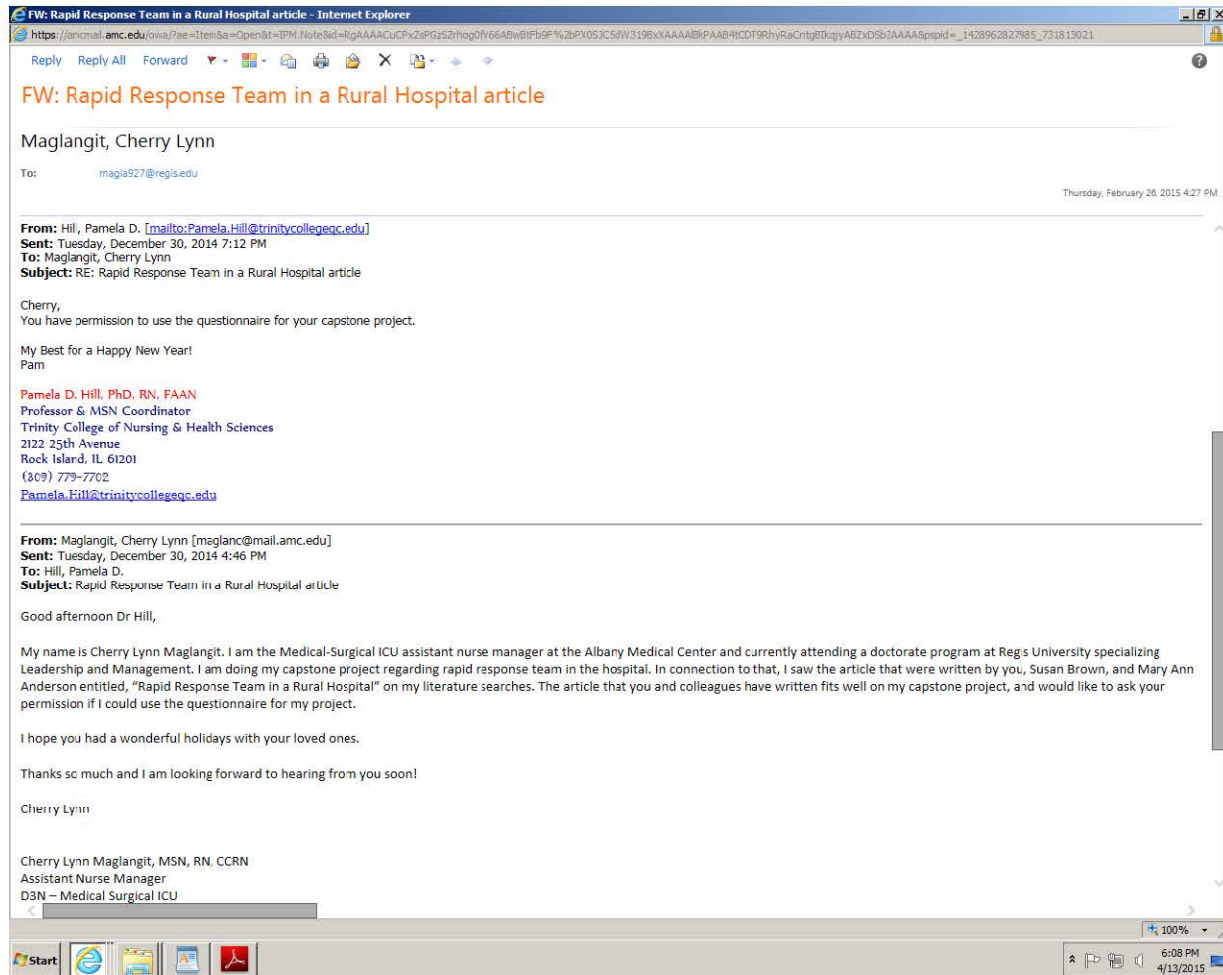 FW: Rapid Response Team in a Rural Hospital article - Internet Explorer
Reply Reply All Forward
FW: Rapid Response Team in a Rural Hospital article
Maglangit, Cherry Lynn
To: magla927@regis.edu
Thursday, February 26, 2015 4:27 PM
From: Hill, Pamela D. [mailto:Pamela.Hill@trinitycollegeqc.edu]
Sent: Tuesday, December 30, 2014 7:12 PM
To: Maglangit, Cherry Lynn
Subject: RE: Rapid Response Team in a Rural Hospital article
Cherry,
You have permission to use the questionnaire for your capstone project.
My Best for a Happy New Year!
Pam
Pamela D. Hill, PhD, RN, FAAN
Professor & MSN Coordinator
Trinity College of Nursing & Health Sciences
2122 25th Avenue
Rock Island, IL 61201
(309) 779-7702
Pamela.Hill@trinitycollegeqc.edu
From: Maglangit, Cherry Lynn [maglanc@mail.amc.edu]
Sent: Tuesday, December 30, 2014 4:46 PM
To: Hill, Pamela D.
Subject: Rapid Response Team in a Rural Hospital article
Good afternoon Dr Hill,
My name is Cherry Lynn Maglangit. I am the Medical-Surgical ICU assistant nurse manager at the Albany Medical Center and currently attending a doctorate program at Regis University specializing
Leadership and Management. I am doing my capstone project regarding rapid response team in the hospital. In connection to that, I saw the article that were written by you, Susan Brown, and Mary Ann
Anderson entitled, “Rapid Response Team in a Rural Hospital” on my literature searches. The article that you and colleagues have written fits well on my capstone project, and would like to ask your
permission if I could use the questionnaire for my project.
I hope you had a wonderful holidays with your loved ones.
Thanks so much and I am looking forward to hearing from you soon!
Cherry Lynn
Cherry Lynn Maglangit, MSN, RN, CCRN
Assistant Nurse Manager
D3N – Medical Surgical ICU
100%
Start
6:08 PM
4/13/2015